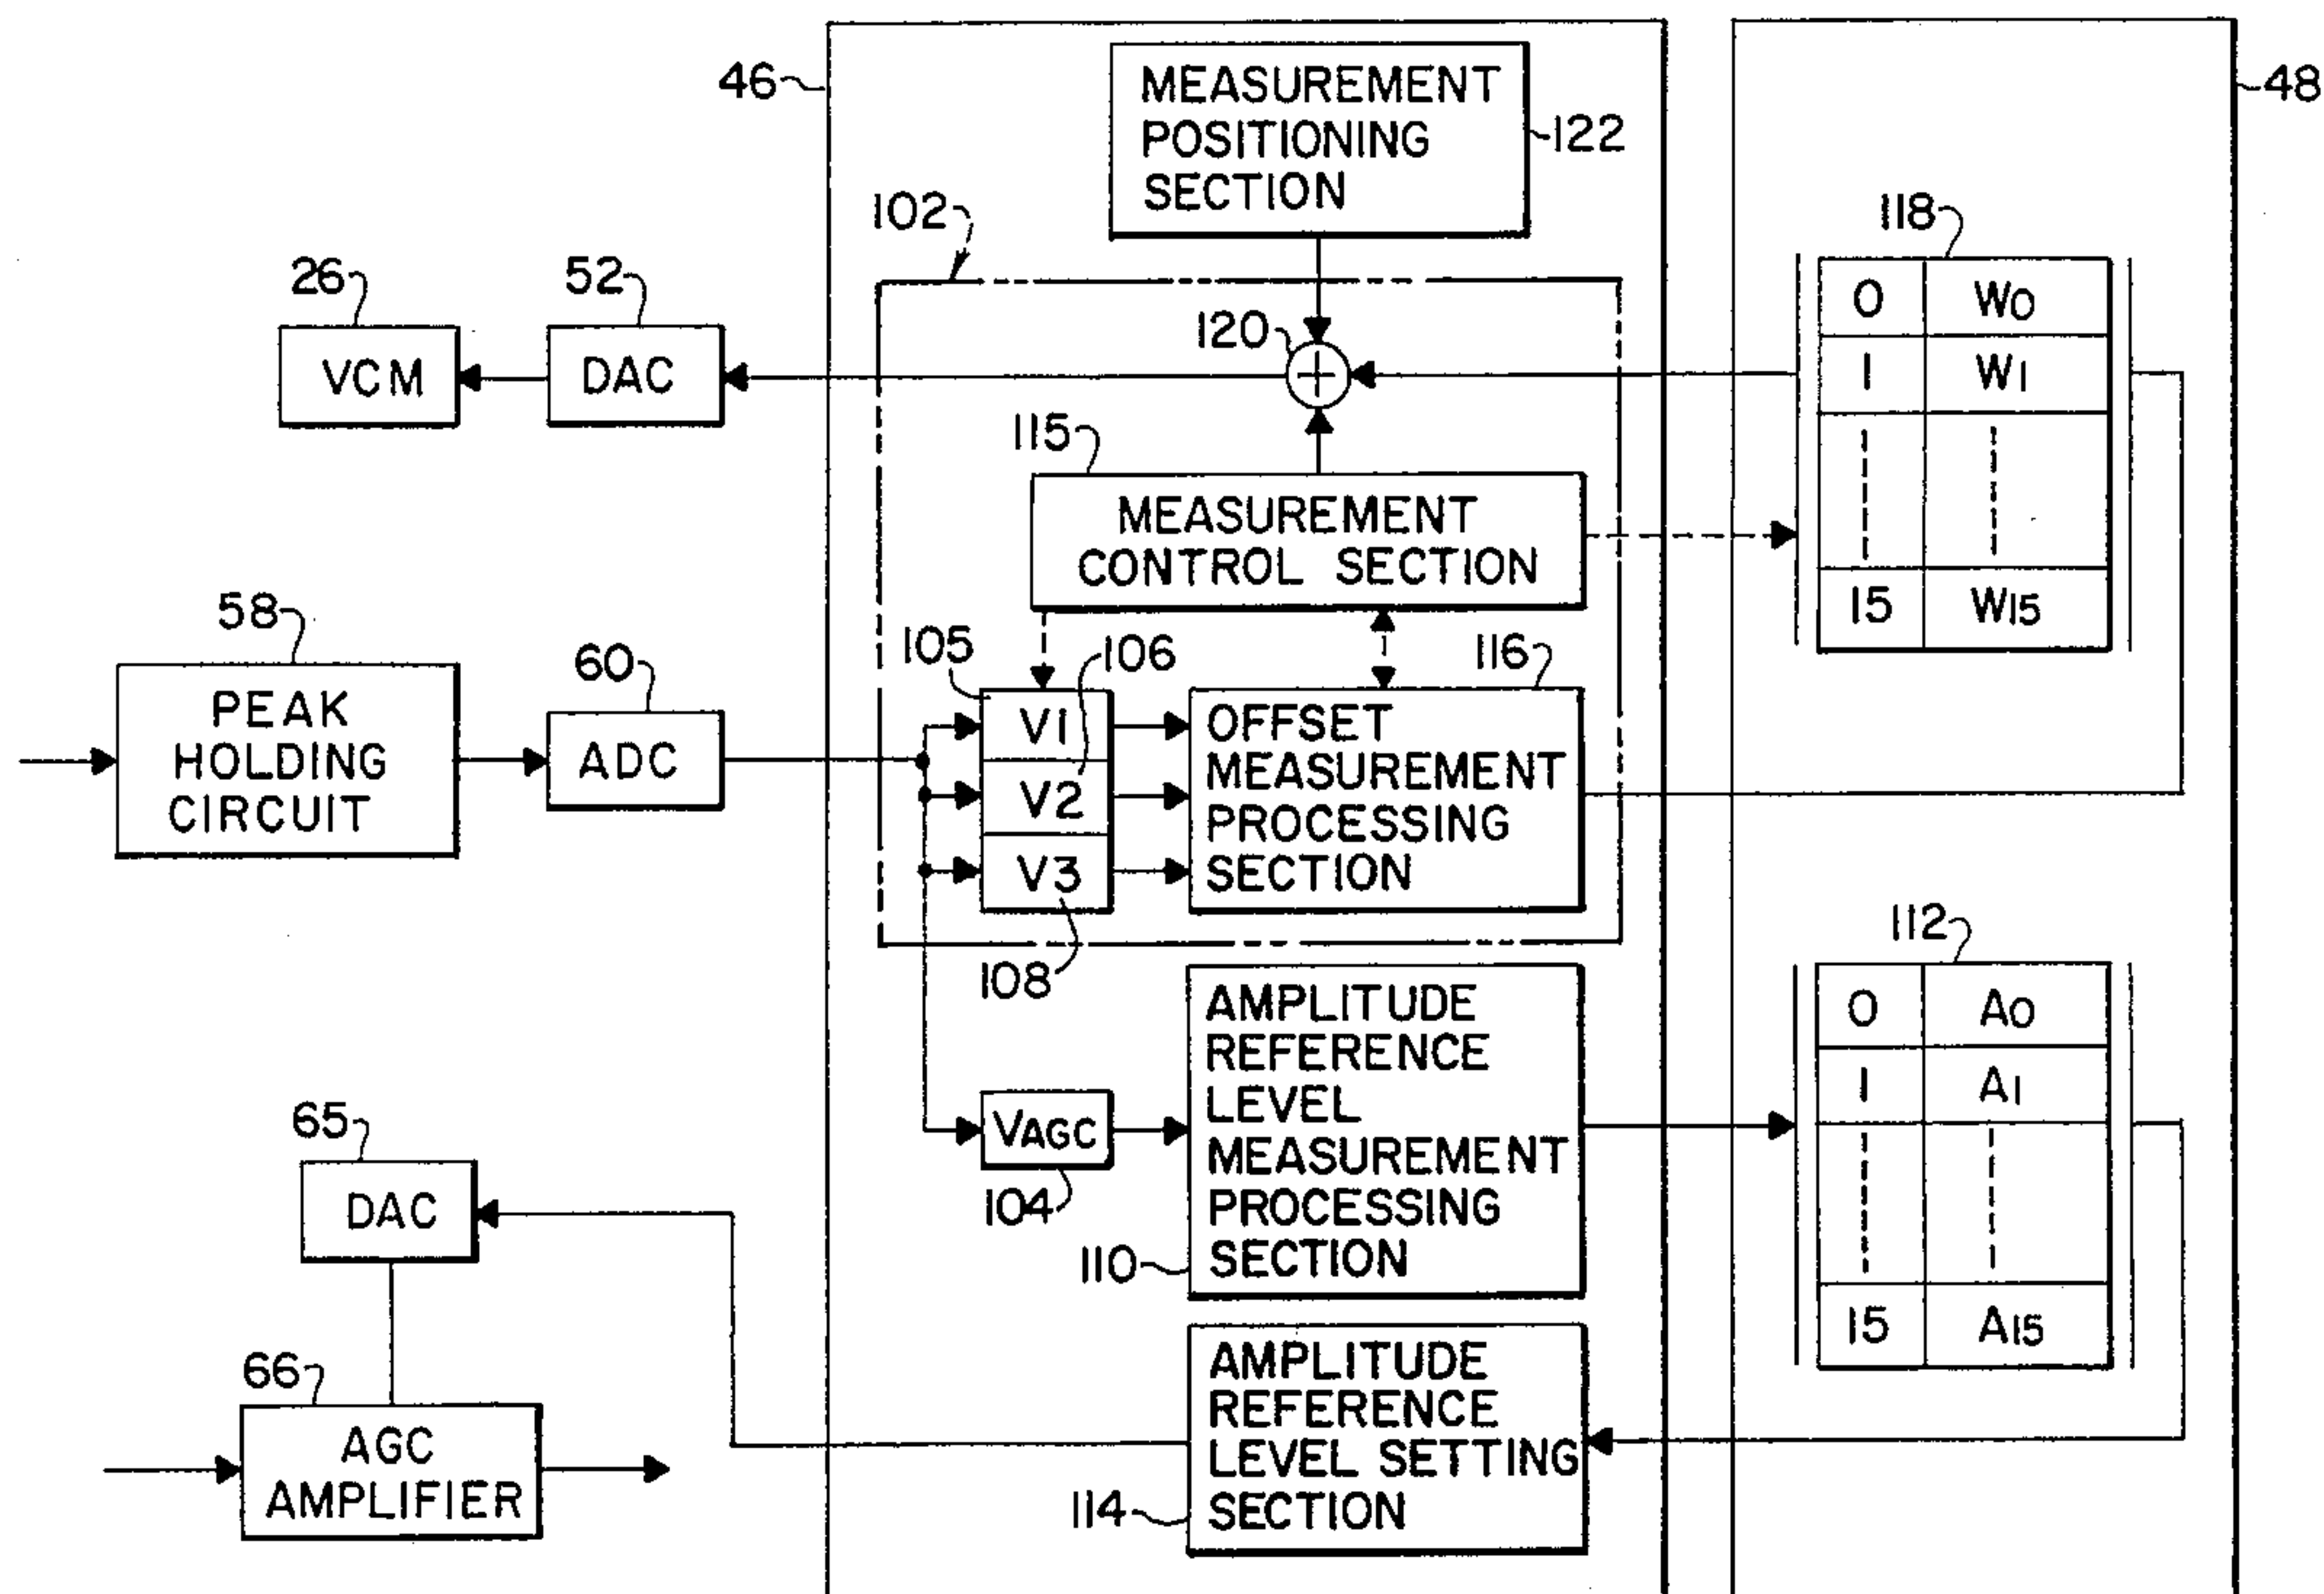 46
MEASUREMENT
POSITIONING
SECTION
122
48
102
118
26
52
120
0 W0
VCM
DAC
+
1 W1
115
MEASUREMENT
CONTROL SECTION
15 W15
58
105
106
116
60
PEAK
HOLDING
CIRCUIT
ADC
V1
V2
V3
OFFSET
MEASUREMENT
PROCESSING
SECTION
108
112
AMPLITUDE
REFERENCE
LEVEL
MEASUREMENT
PROCESSING
SECTION
0 A0
1 A1
15 A15
65
VAGC
104
DAC
110
66
AGC
AMPLIFIER
AMPLITUDE
REFERENCE
LEVEL SETTING
SECTION
114